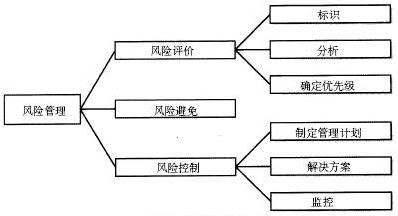 标识
风险评价
分析
确定优先级
风险管理
风险避免
制定管理计划
风险控制
解决方案
监控